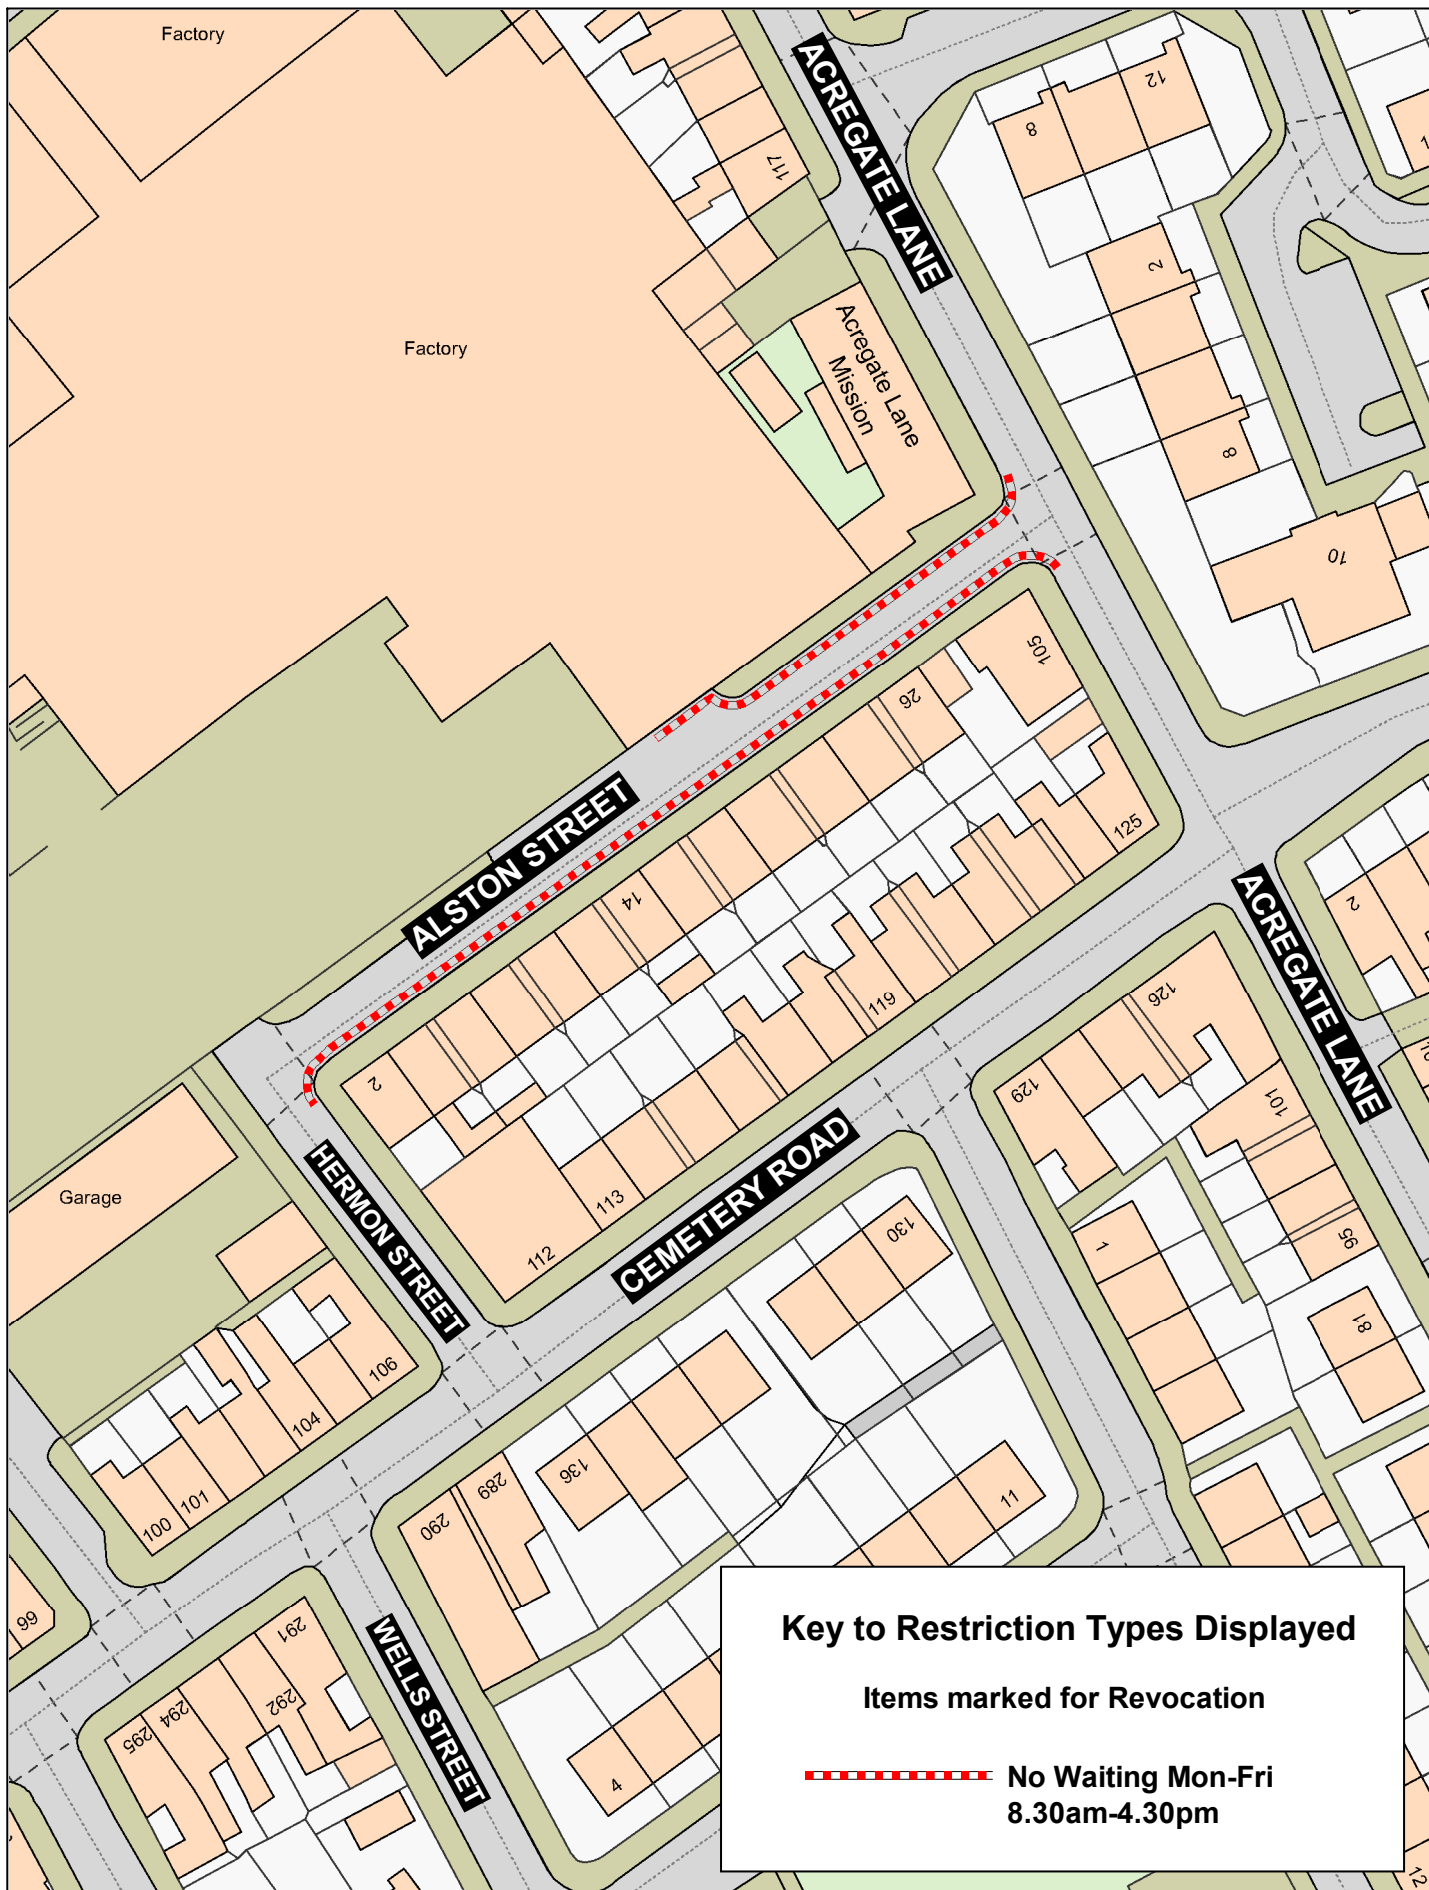 Factory
ACREGATE LANE
12
8
117
2
Factory
Acregate Lane
Mission
8
70
105
26
ALSTON STREET
125
14
ACREGATE LANE
2
126
119
2
129
101
HERMON STREET
CEMETERY ROAD
Garage
113
130
1
95
112
81
106
104
136
289
11
101
290
100
99
291
WELLS STREET
292
294
295
4
12
Key to Restriction Types Displayed
Items marked for Revocation
No Waiting Mon-Fri
8.30am-4.30pm